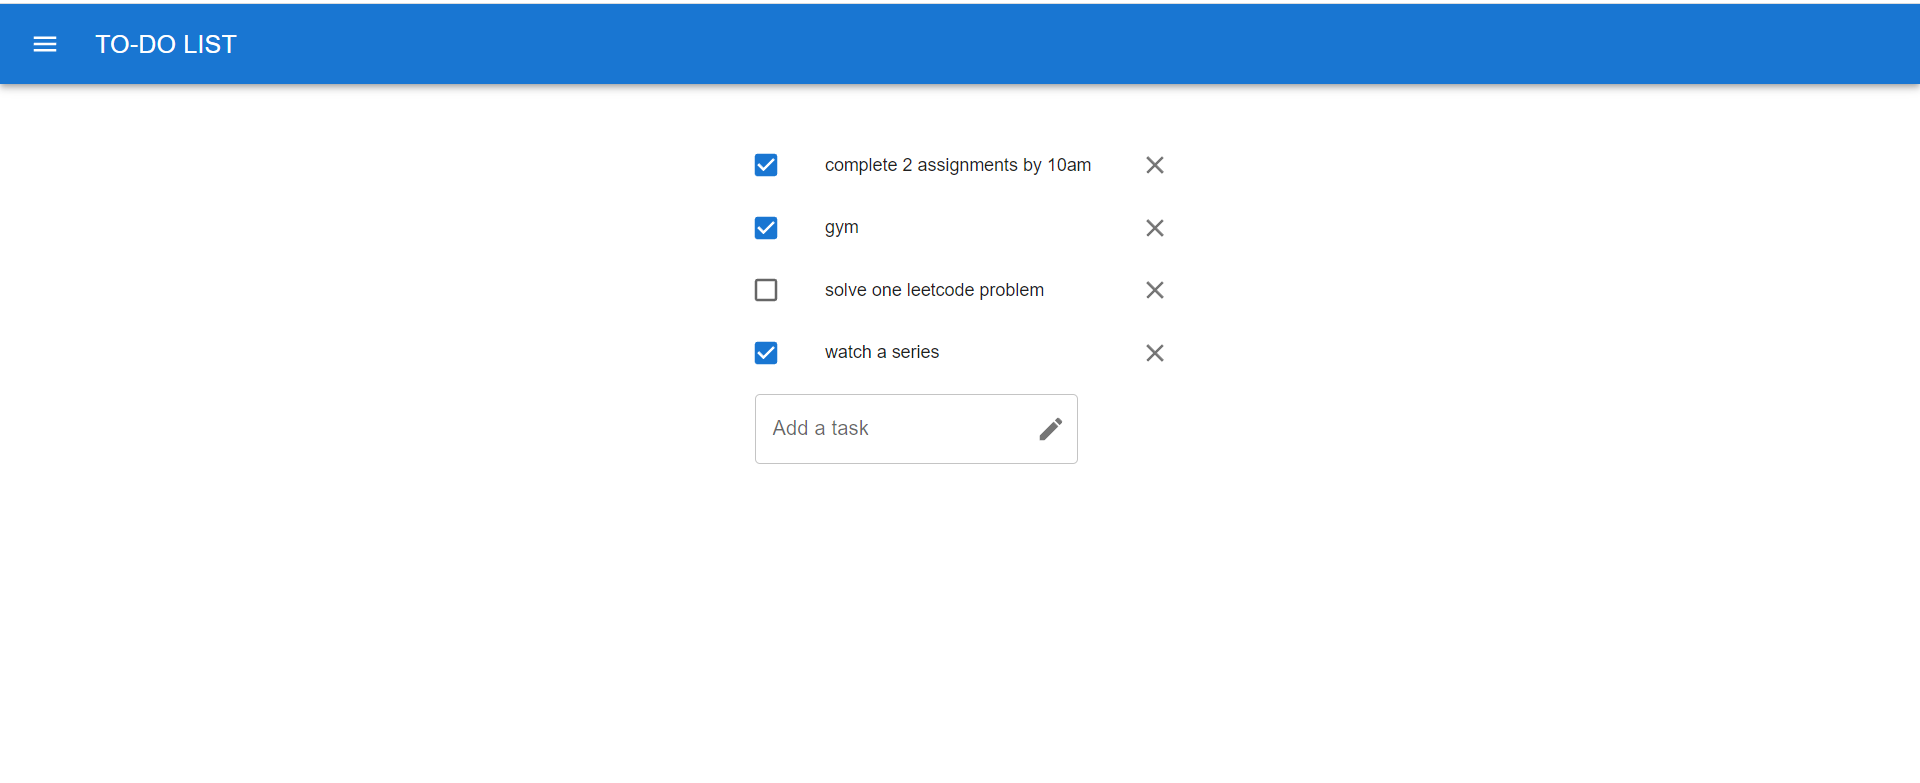 TO-DO LIST
complete 2 assignments by 10am
gym
solve one leetcode problem
watch a series
Add a task